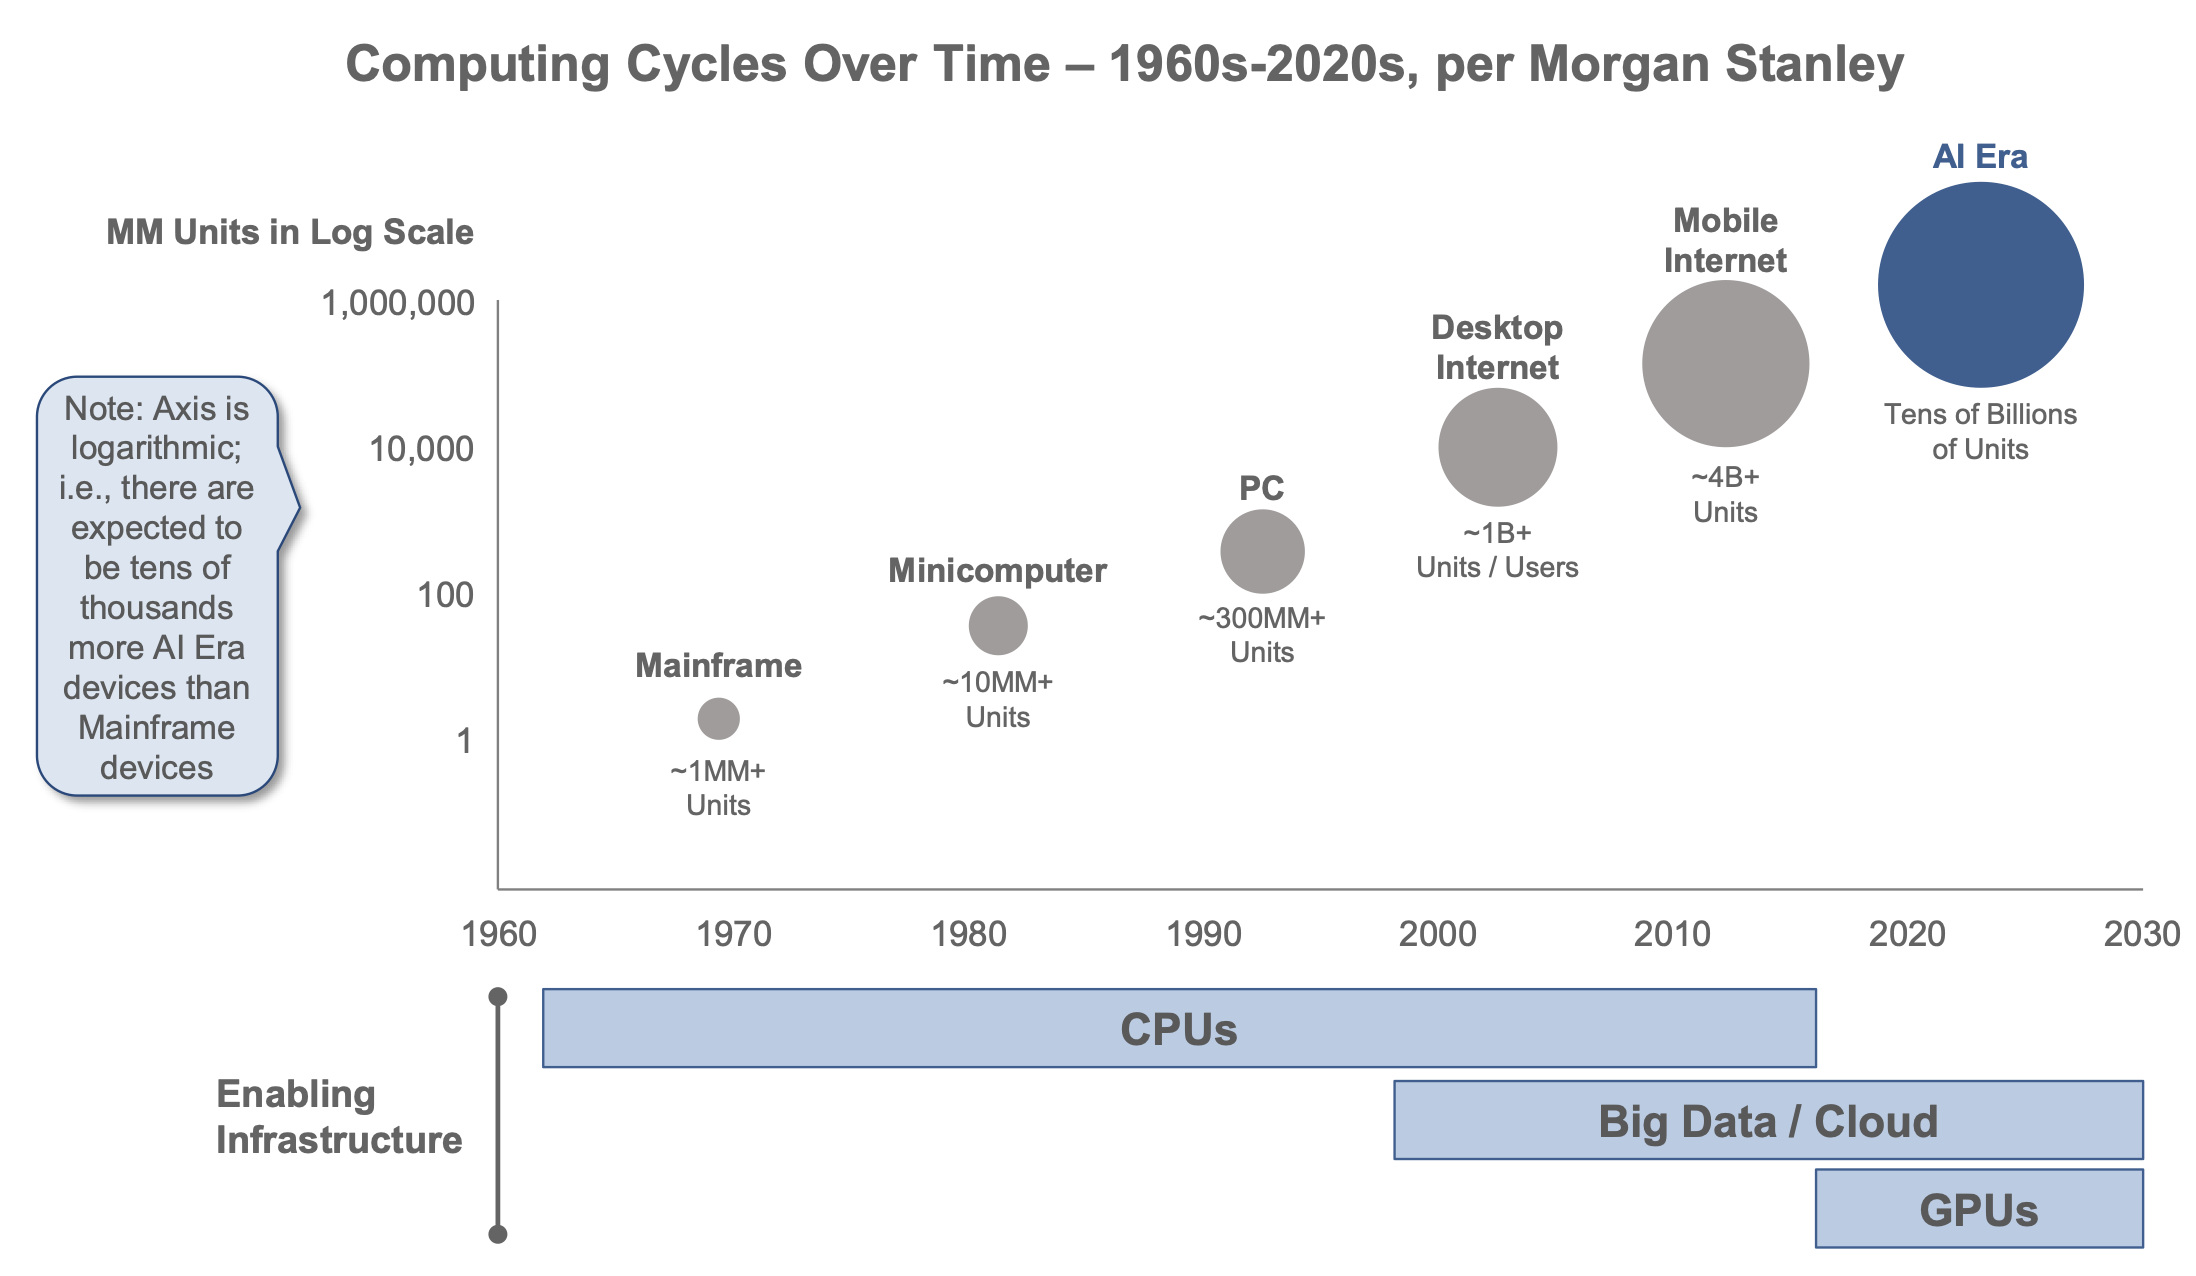 Computing Cycles Over Time – 1960s-2020s, per Morgan Stanley
MM Units in Log Scale
1,000,000
10,000
100
1
Note: Axis is
logarithmic;
i.e., there are
expected to
be tens of
thousands
more AI Era
devices than
Mainframe
devices
Mainframe
~1MM+
Units
Minicomputer
~10MM+
Units
PC
~300MM+
Units
Desktop
Internet
~1B+
Units / Users
Mobile
Internet
~4B+
Units
AI Era
Tens of Billions
of Units
1960
1970
1980
1990
2000
2010
2020
2030
Enabling
Infrastructure
CPUs
Big Data / Cloud
GPUs